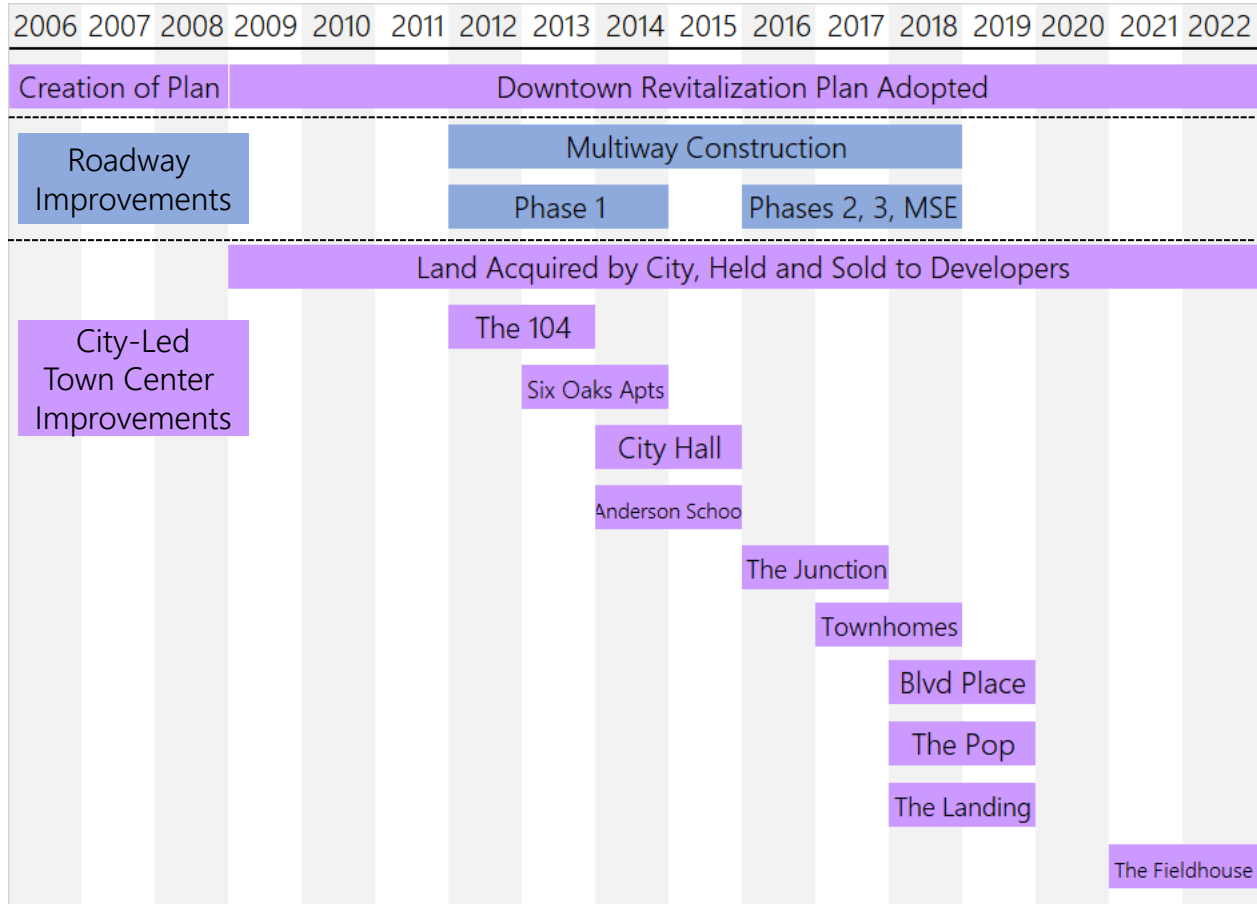 2006 2007 2008 2009 2010 2011 2012 2013 2014 2015 2016 2017 2018 2019 2020 2021 2022
Creation of Plan Downtown Revitalization Plan Adopted
Roadway
Improvements
Multiway Construction
Phase 1 Phases 2, 3, MSE
Land Acquired by City, Held and Sold to Developers
City-Led
Town Center
Improvements
The 104
Six Oaks Apts
City Hall
Anderson Schoo
The Junction
Townhomes
Blvd Place
The Pop
The Landing
The Fieldhouse